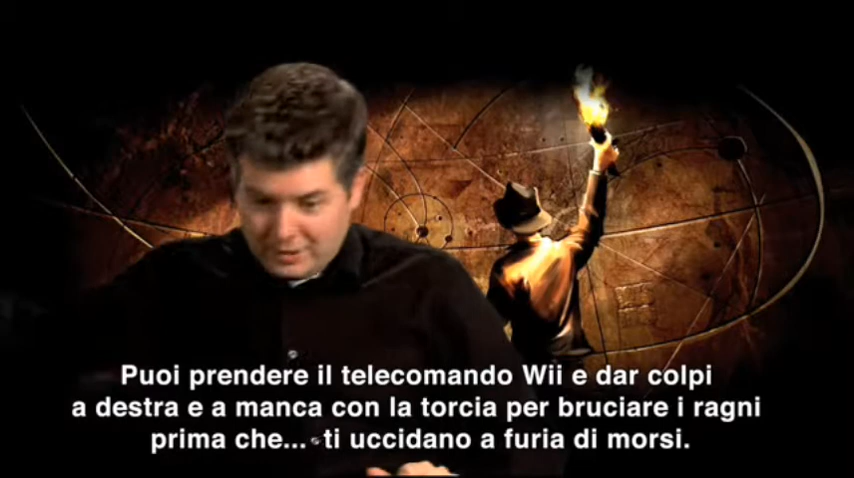 Puoi prendere il telecomando Wii e dar colpi
a destra e a manca con la torcia per bruciare i ragni
prima che... ti uccidano a furia di morsi.